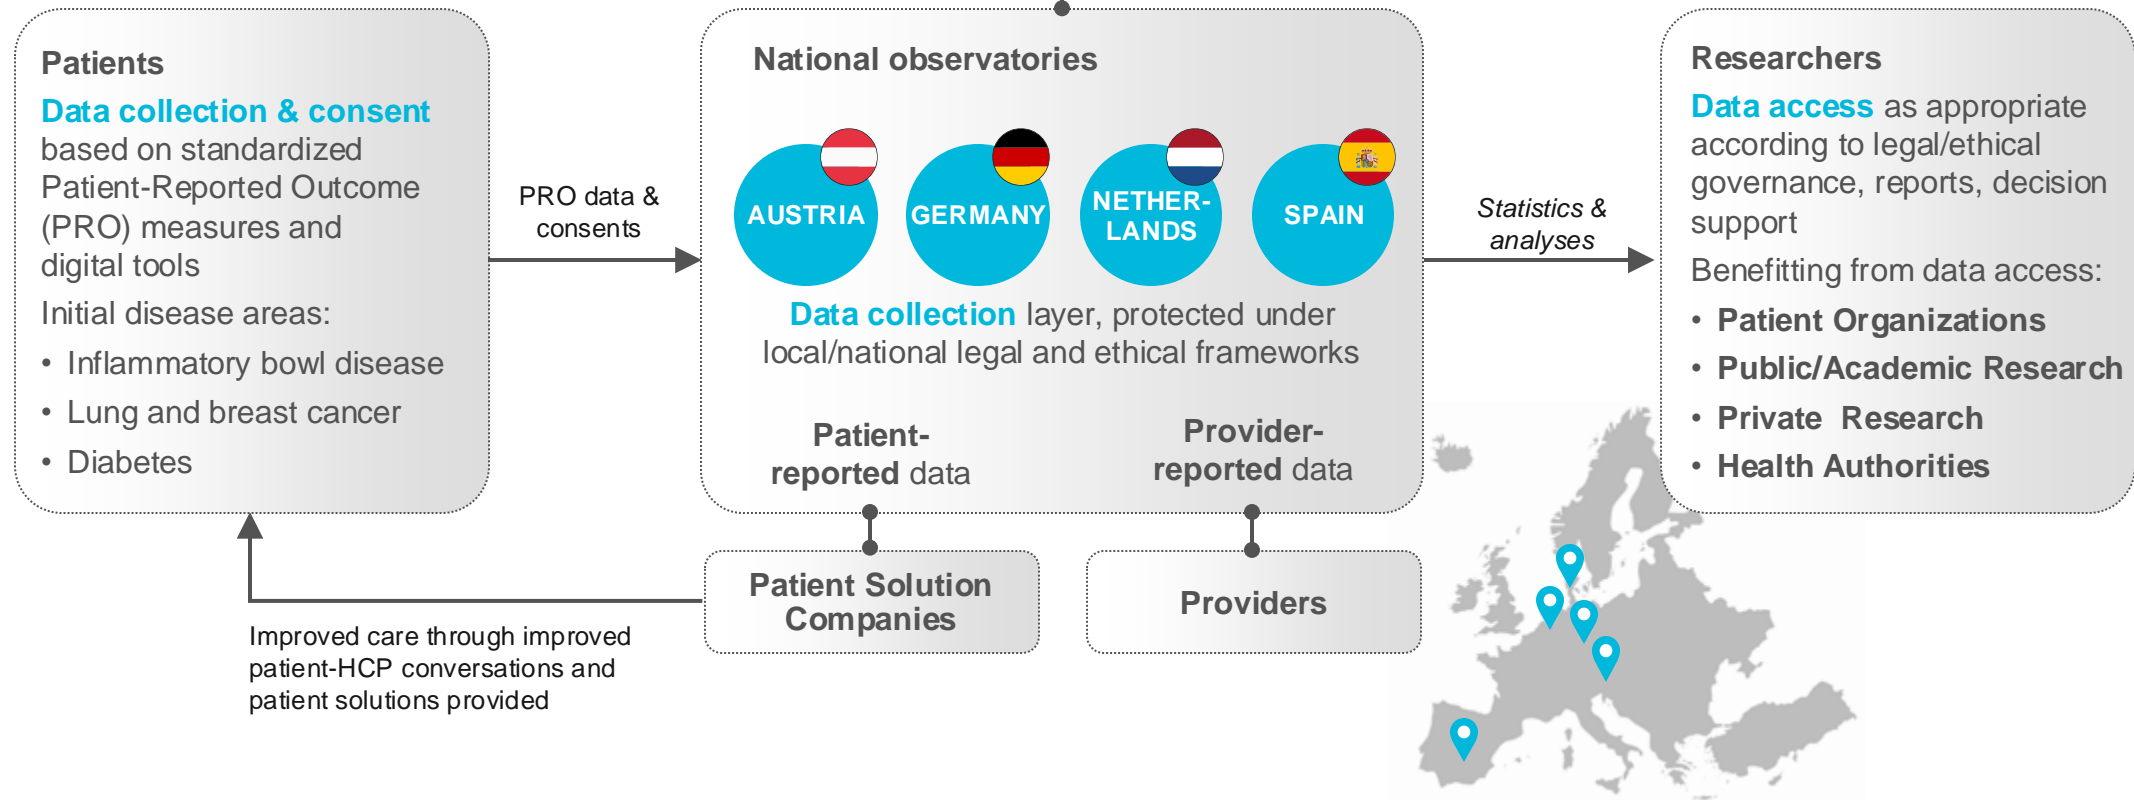 Patients
Data collection & consent
based on standardized
Patient-Reported Outcome
(PRO) measures and
digital tools
Initial disease areas:
• Inflammatory bowl disease
• Lung and breast cancer
• Diabetes
PRO data &
consents
National observatories
AUSTRIA
GERMANY
NETHER-
LANDS
SPAIN
Data collection layer, protected under
local/national legal and ethical frameworks
Patient-
reported data
Provider-
reported data
Statistics &
analyses
Researchers
Data access as appropriate
according to legal/ethical
governance, reports, decision
support
Benefitting from data access:
• Patient Organizations
• Public/Academic Research
• Private Research
• Health Authorities
Patient Solution
Companies
Providers
Improved care through improved
patient-HCP conversations and
patient solutions provided